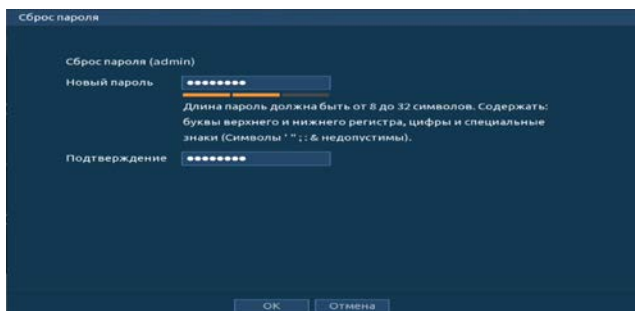 Сброс пароля
Сброс пароля (admin)
Новый пароль ••••••••
Длина пароль должна быть от 8 до 32 символов. Содержать:
буквы верхнего и нижнего регистра, цифры и специальные
знаки (Символы ' " ; : & недопустимы).
Подтверждение ••••••••
ОК Отмена